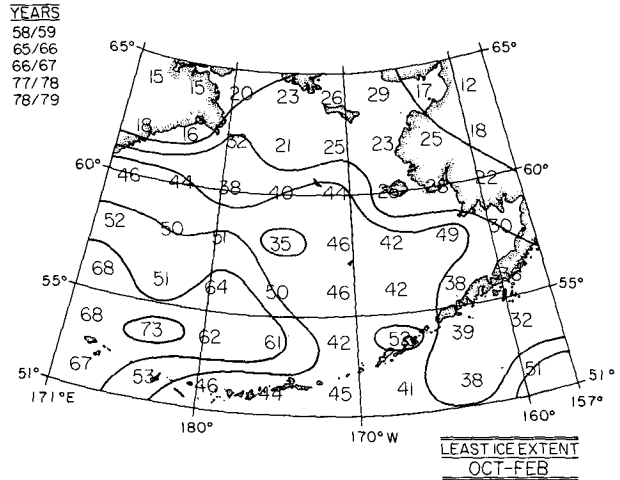 YEARS
58/59
65/66
66/67
77/78
78/79
65° 65°
15 15 20 23 26 29 17 12
18 16 32 21 25 23 25 18
60° 60°
46 44 38 40 44 28 22
52 50 51 35 46 42 49 30
68 51 64 50 46 42 38
55° 55°
68 73 62 61 42 52 39 32
67 53 46 44 45 41 38 51
51° 51°
171°E 180° 170°W 160° 157°
LEAST ICE EXTENT
OCT-FEB